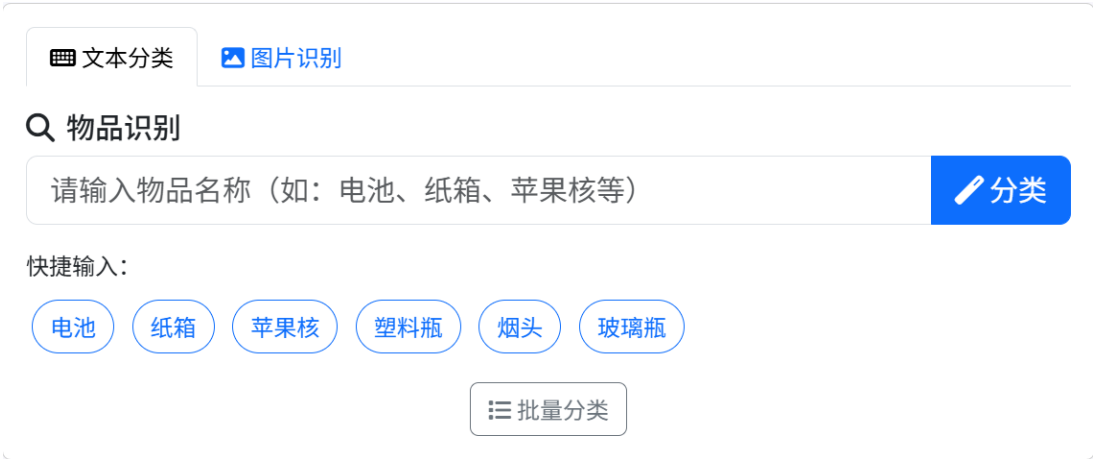 文本分类 图片识别
物品识别
请输入物品名称（如：电池、纸箱、苹果核等） 分类
快捷输入：
电池 纸箱 苹果核 塑料瓶 烟头 玻璃瓶
批量分类